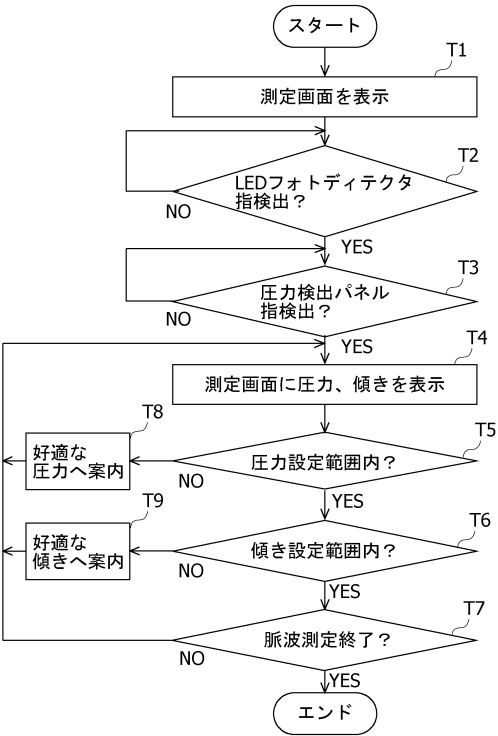 スタート
T1
測定画面を表示
T2
LEDフォトディテクタ
指検出？
NO
YES
T3
圧力検出パネル
指検出？
NO
YES
T4
測定画面に圧力、傾きを表示
T5
圧力設定範囲内？
NO
YES
T8
好適な
圧力へ案内
T6
傾き設定範囲内？
NO
YES
T9
好適な
傾きへ案内
T7
脈波測定終了？
NO
YES
エンド